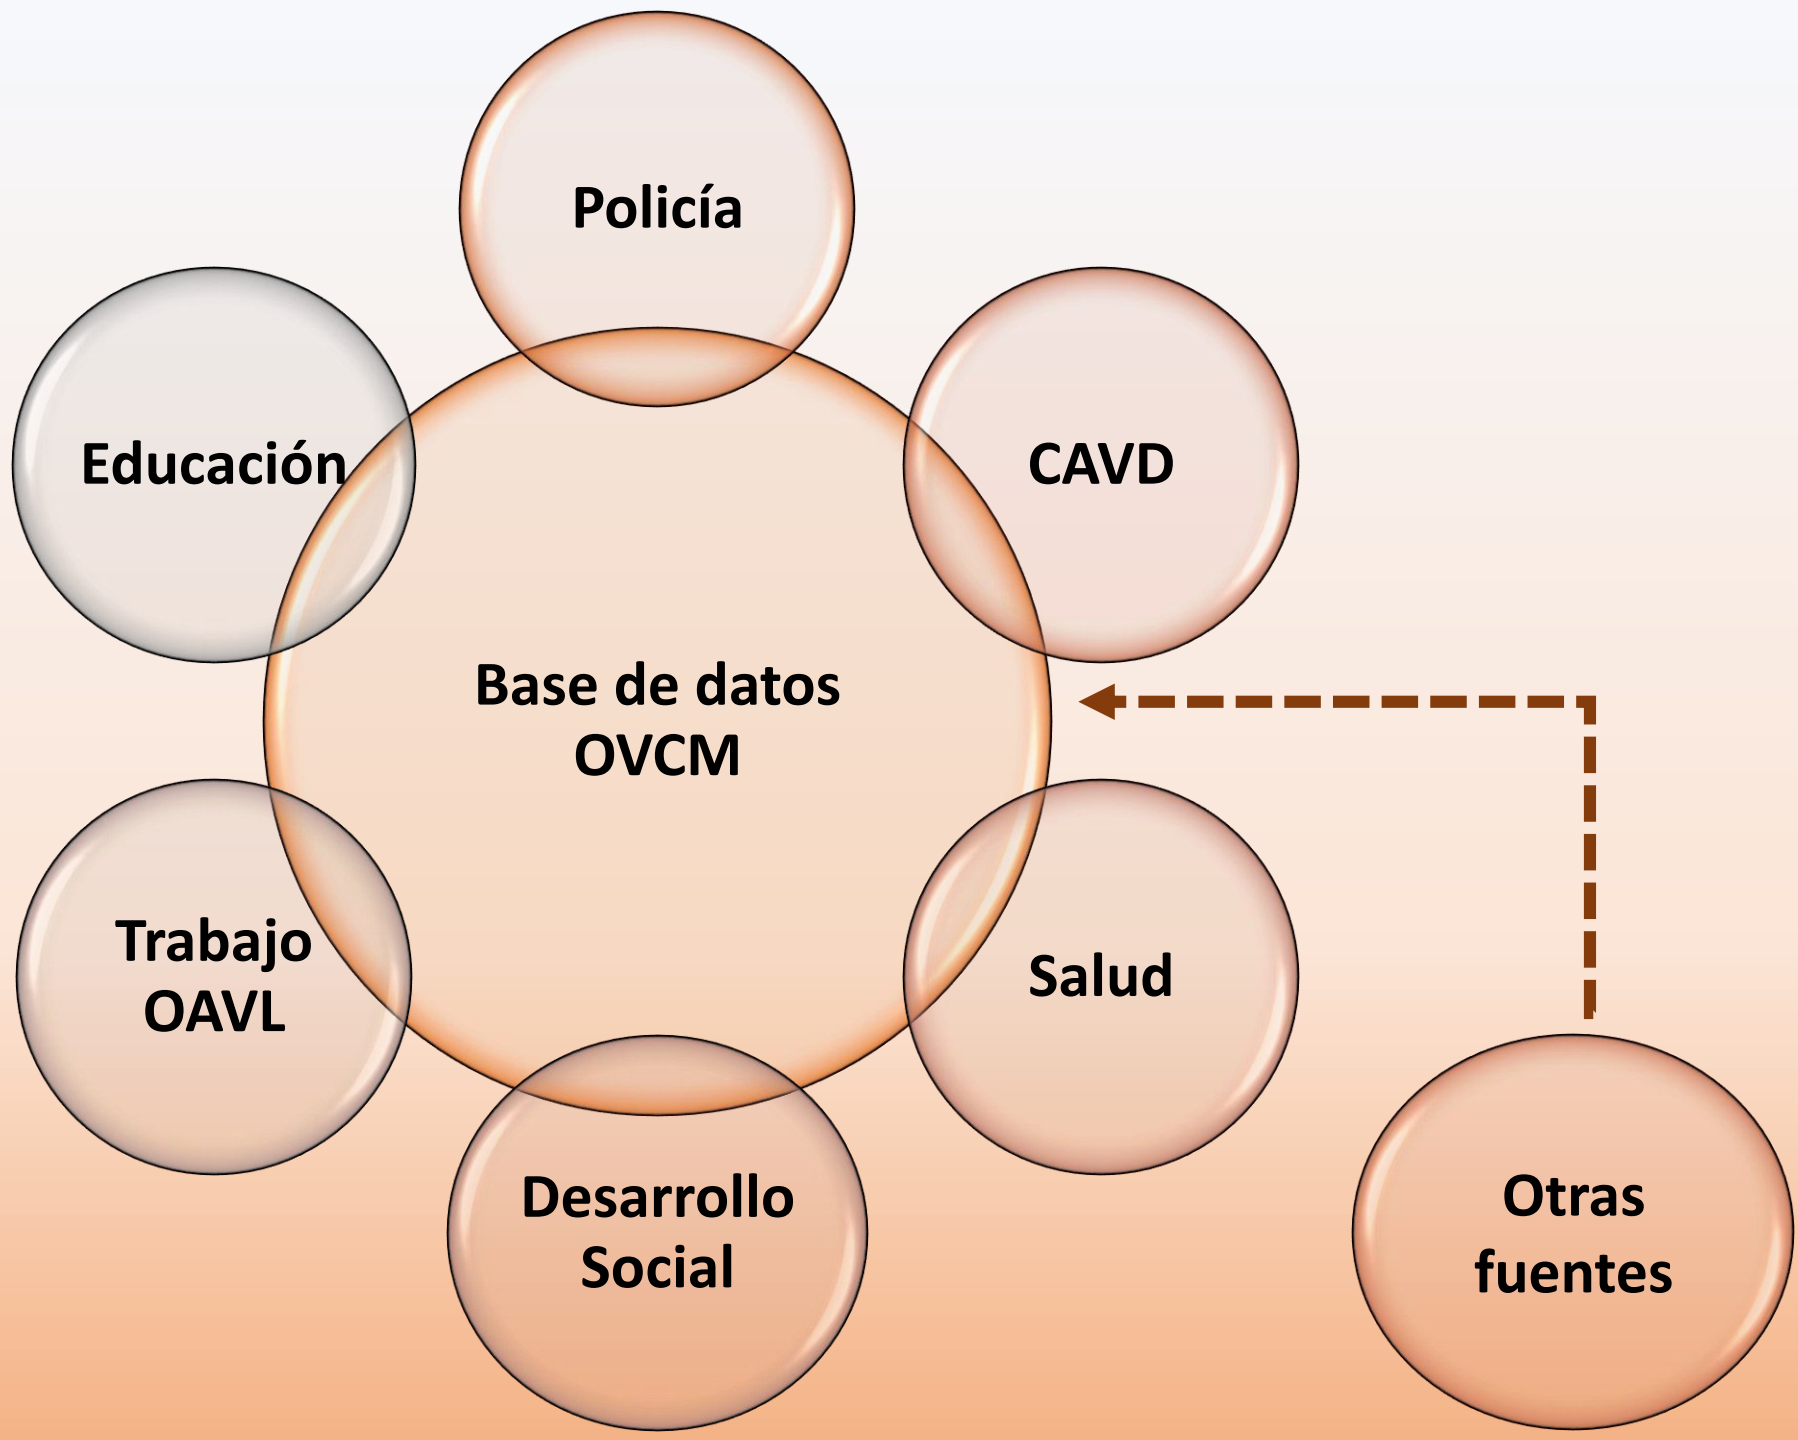 Policía
Educación
CAVD
Base de datos
OVCM
Trabajo
OAVL
Salud
Desarrollo
Social
Otras
fuentes